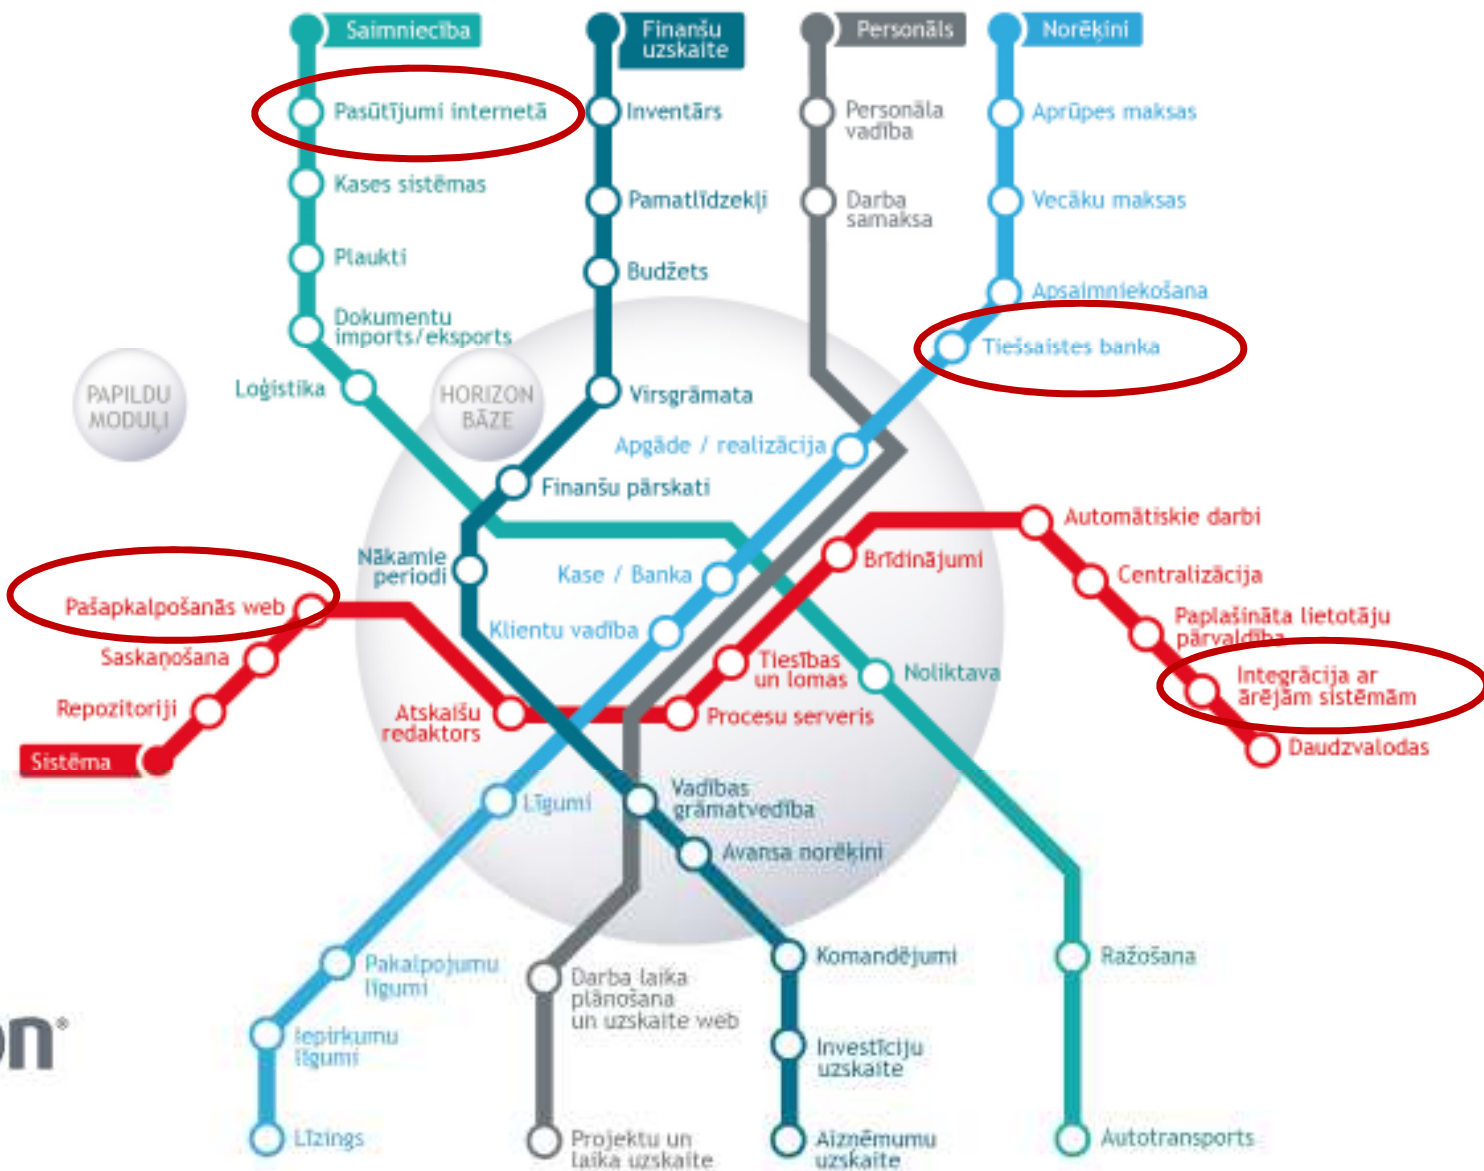 Saimniecība
Finanšu
uzskaite
Personāls
Norēķini
Pasūtījumi internetā
Inventārs
Personāla
vadība
Aprūpes maksas
Kases sistēmas
Pamatlīdzekļi
Darba
samaksa
Vecāku maksas
Plaukti
Budžets
Apsaimniekošana
Dokumentu
imports/eksports
Tiešsaistes banka
PAPILDU
MODUĻI
Loģistika
HORIZON
BĀZE
Virsgrāmata
Apgāde / realizācija
Finanšu pārskati
Automātiskie darbi
Nākamie
periodi
Kase / Banka
Brīdinājumi
Centralizācija
Pašapkalpošanās web
Klientu vadība
Paplašināta lietotāju
pārvaldība
Saskaņošana
Tiesības
un lomas
Noliktava
Integrācija ar
ārējām sistēmām
Repozitoriji
Atskaišu
redaktors
Procesu serveris
Daudzvalodas
Sistēma
Līgumi
Vadības
grāmatvedība
Avansa norēķini
Pakalpojumu
līgumi
Darba laika
plānošana
un uzskaite web
Komandējumi
Ražošana
on®
Iepirkumu
līgumi
Investīciju
uzskaite
Līzings
Projektu un
laika uzskaite
Aizņēmumu
uzskaite
Autotransports